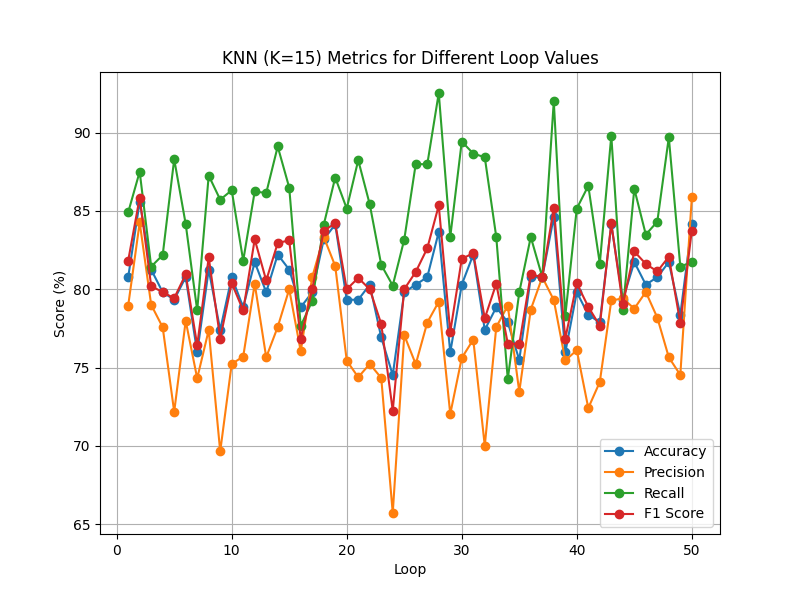 KNN (K=15) Metrics for Different Loop Values
Score (%)
90
85
80
75
70
65
0 10 20 30 40 50
Loop
Accuracy
Precision
Recall
F1 Score